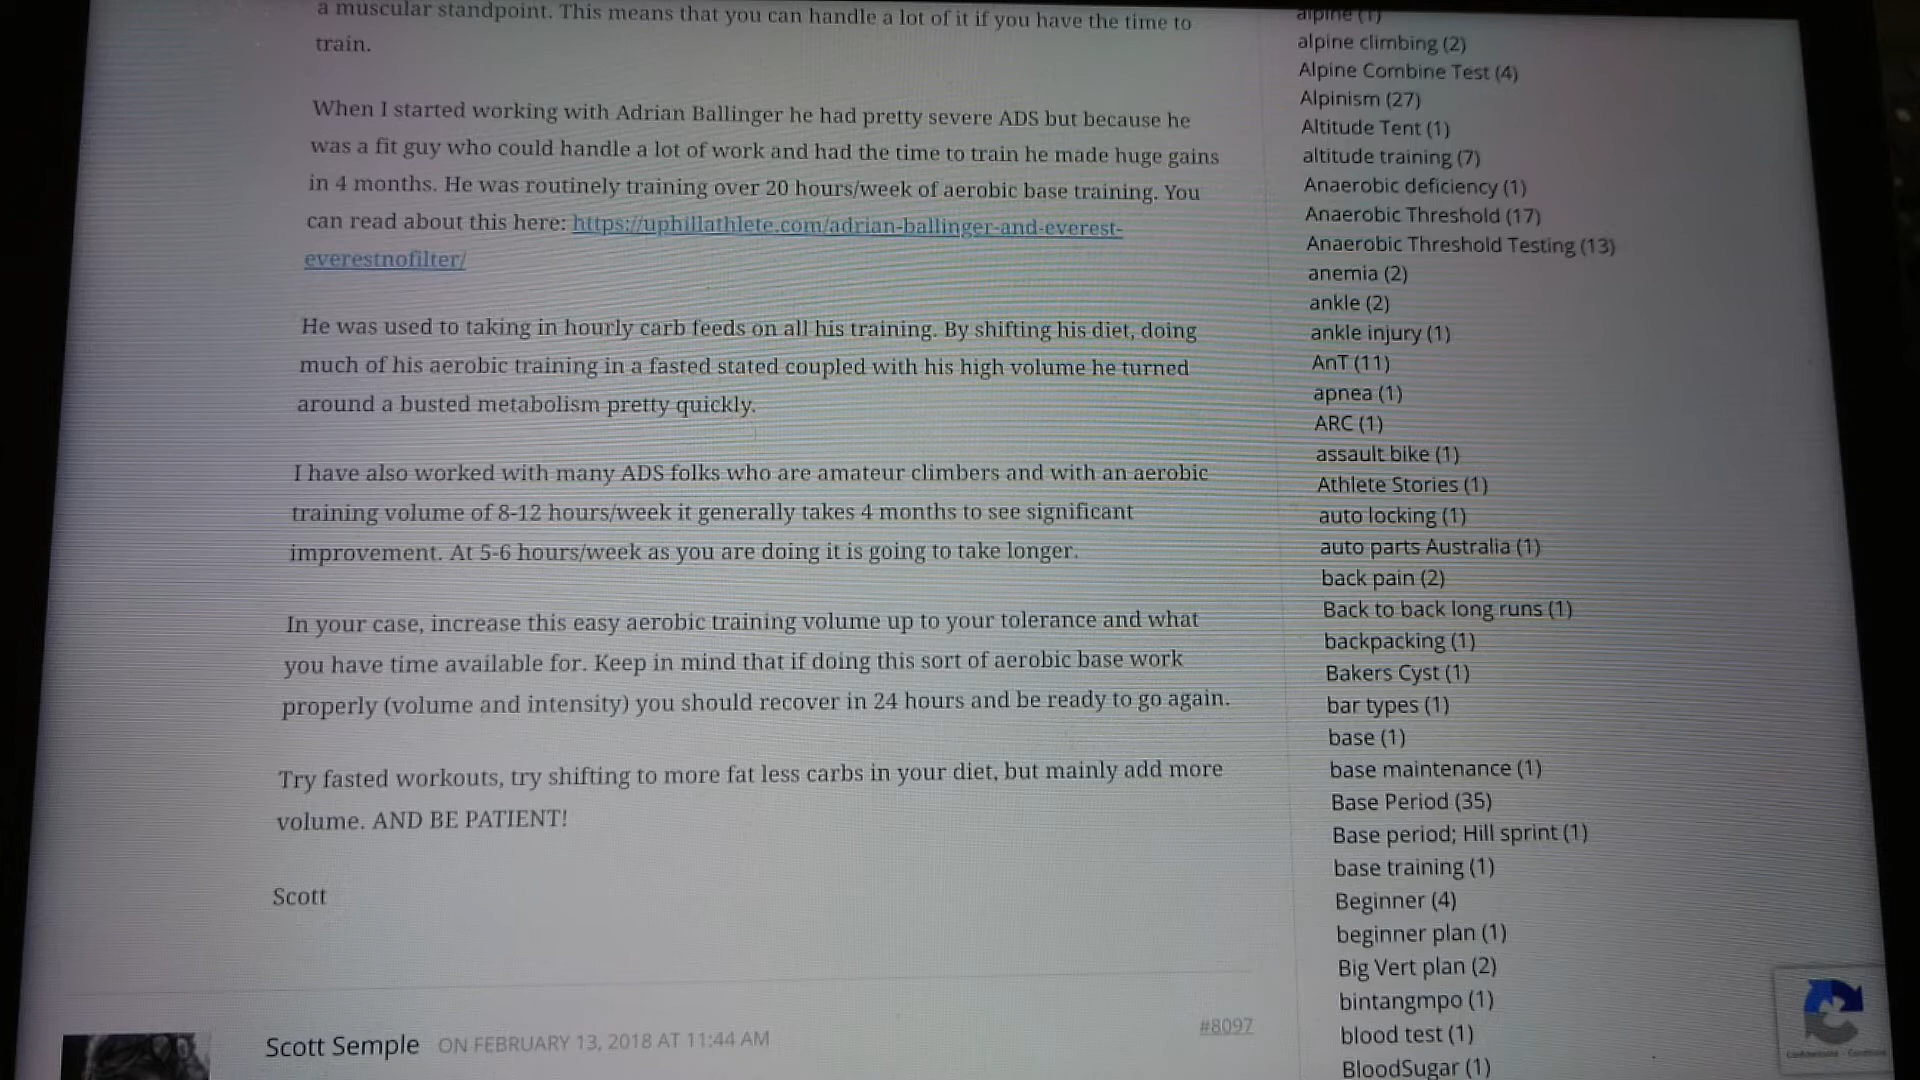 a muscular standpoint. This means that you can handle a lot of it if you have the time to
train.
When I started working with Adrian Ballinger he had pretty severe ADS but because he
was a fit guy who could handle a lot of work and had the time to train he made huge gains
in 4 months. He was routinely training over 20 hours/week of aerobic base training. You
can read about this here: https://uphillathlete.com/adrian-ballinger-and-everest-
everestnofilter/
He was used to taking in hourly carb feeds on all his training. By shifting his diet, doing
much of his aerobic training in a fasted stated coupled with his high volume he turned
around a busted metabolism pretty quickly.
I have also worked with many ADS folks who are amateur climbers and with an aerobic
training volume of 8-12 hours/week it generally takes 4 months to see significant
improvement. At 5-6 hours/week as you are doing it is going to take longer.
In your case, increase this easy aerobic training volume up to your tolerance and what
you have time available for. Keep in mind that if doing this sort of aerobic base work
properly (volume and intensity) you should recover in 24 hours and be ready to go again.
Try fasted workouts, try shifting to more fat less carbs in your diet, but mainly add more
volume. AND BE PATIENT!
Scott
Scott Semple ON FEBRUARY 13, 2018 AT 11:44 AM
#8097
alpine (1)
alpine climbing (2)
Alpine Combine Test (4)
Alpinism (27)
Altitude Tent (1)
altitude training (7)
Anaerobic deficiency (1)
Anaerobic Threshold (17)
Anaerobic Threshold Testing (13)
anemia (2)
ankle (2)
ankle injury (1)
AnT (11)
apnea (1)
ARC (1)
assault bike (1)
Athlete Stories (1)
auto locking (1)
auto parts Australia (1)
back pain (2)
Back to back long runs (1)
backpacking (1)
Bakers Cyst (1)
bar types (1)
base (1)
base maintenance (1)
Base Period (35)
Base period; Hill sprint (1)
base training (1)
Beginner (4)
beginner plan (1)
Big Vert plan (2)
bintangmpo (1)
blood test (1)
BloodSugar (1)